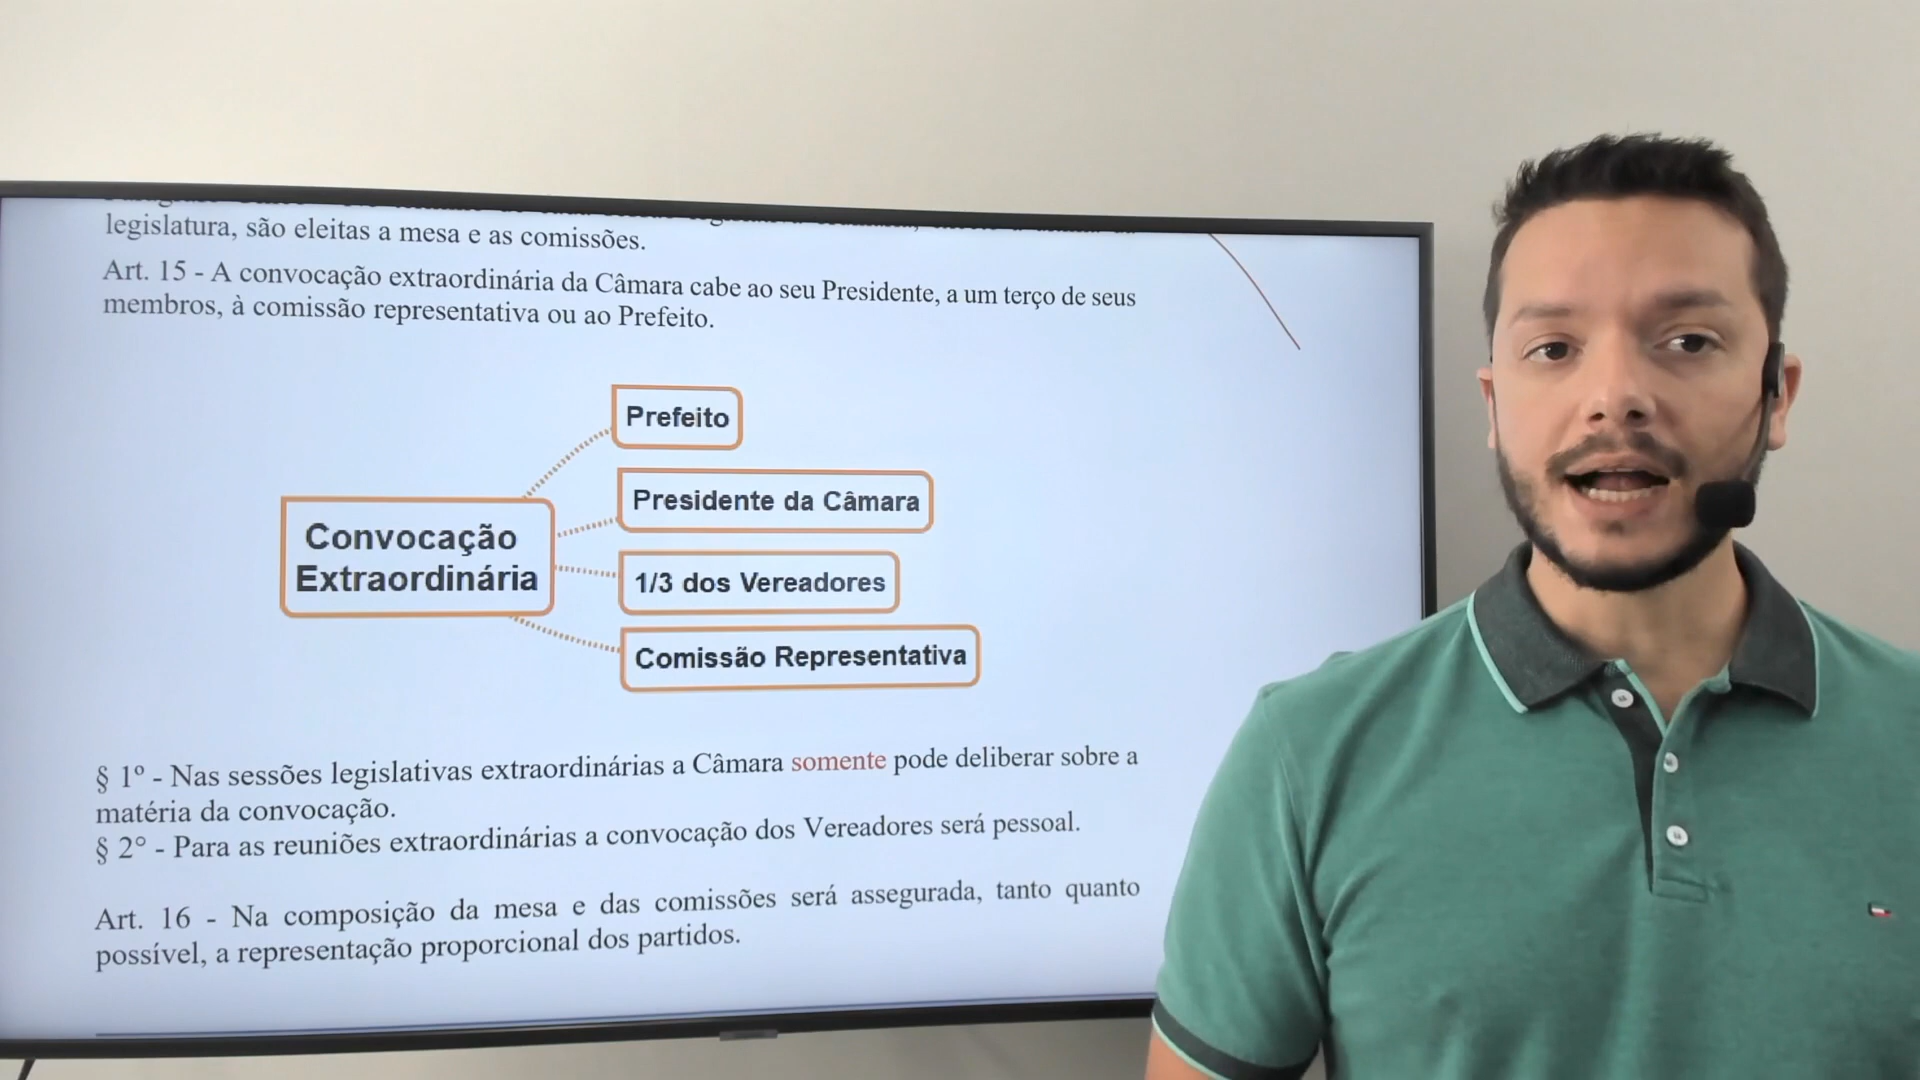 legislatura, são eleitas a mesa e as comissões.
Art. 15 - A convocação extraordinária da Câmara cabe ao seu Presidente, a um terço de seus
membros, à comissão representativa ou ao Prefeito.
Prefeito
Presidente da Câmara
Convocação
Extraordinária
1/3 dos Vereadores
Comissão Representativa
§ 1º - Nas sessões legislativas extraordinárias a Câmara somente pode deliberar sobre a
matéria da convocação.
§ 2° - Para as reuniões extraordinárias a convocação dos Vereadores será pessoal.
Art. 16 - Na composição da mesa e das comissões será assegurada, tanto quanto
possível, a representação proporcional dos partidos.